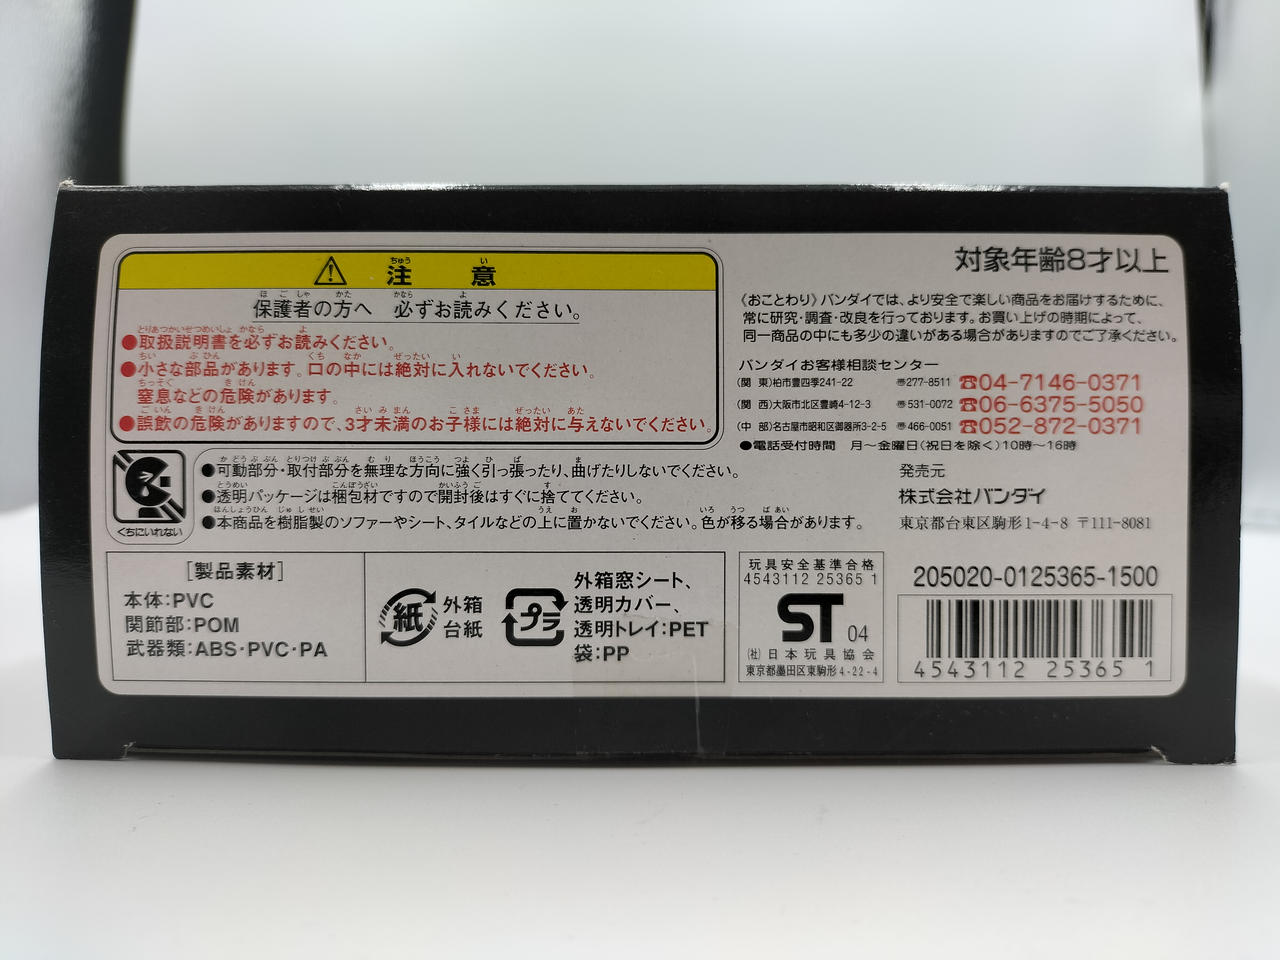 注意
保護者の方へ 必ずお読みください。
●取扱説明書を必ずお読みください。
●小さな部品があります。口の中には絶対に入れないでください。
窒息などの危険があります。
●誤飲の危険がありますので、3才未満のお子様には絶対に与えないでください。
くちにいれない
●可動部分・取付部分を無理な方向に強く引っ張ったり、曲げたりしないでください。
●透明パッケージは梱包材ですので開封後はすぐに捨ててください。
●本商品を樹脂製のソファーやシート、タイルなどの上に置かないでください。色が移る場合があります。
[製品素材]
本体:PVC
関節部:POM
武器類:ABS・PVC・PA
紙
外箱
台紙
プラ
外箱窓シート、
透明カバー、
透明トレイ:PET
袋:PP
対象年齢8才以上
《おことわり》バンダイでは、より安全で楽しい商品をお届けするために、
常に研究・調査・改良を行っております。お買い上げの時期によって、
同一商品の中にも多少の違いがある場合がありますのでご了承ください。
バンダイお客様相談センター
(関 東)柏市豊四季241-22 〒277-8511 ☎04-7146-0371
(関 西)大阪市北区豊崎4-12-3 〒531-0072 ☎06-6375-5050
(中 部)名古屋市昭和区御器所3-2-5 〒466-0051 ☎052-872-0371
●電話受付時間 月〜金曜日(祝日を除く)10時〜16時
発売元
株式会社バンダイ
東京都台東区駒形1-4-8 〒111-8081
玩具安全基準合格
4543112 25365 1
ST 04
(社)日本玩具協会
東京都墨田区東駒形4-22-4
205020-0125365-1500
4543112 253651